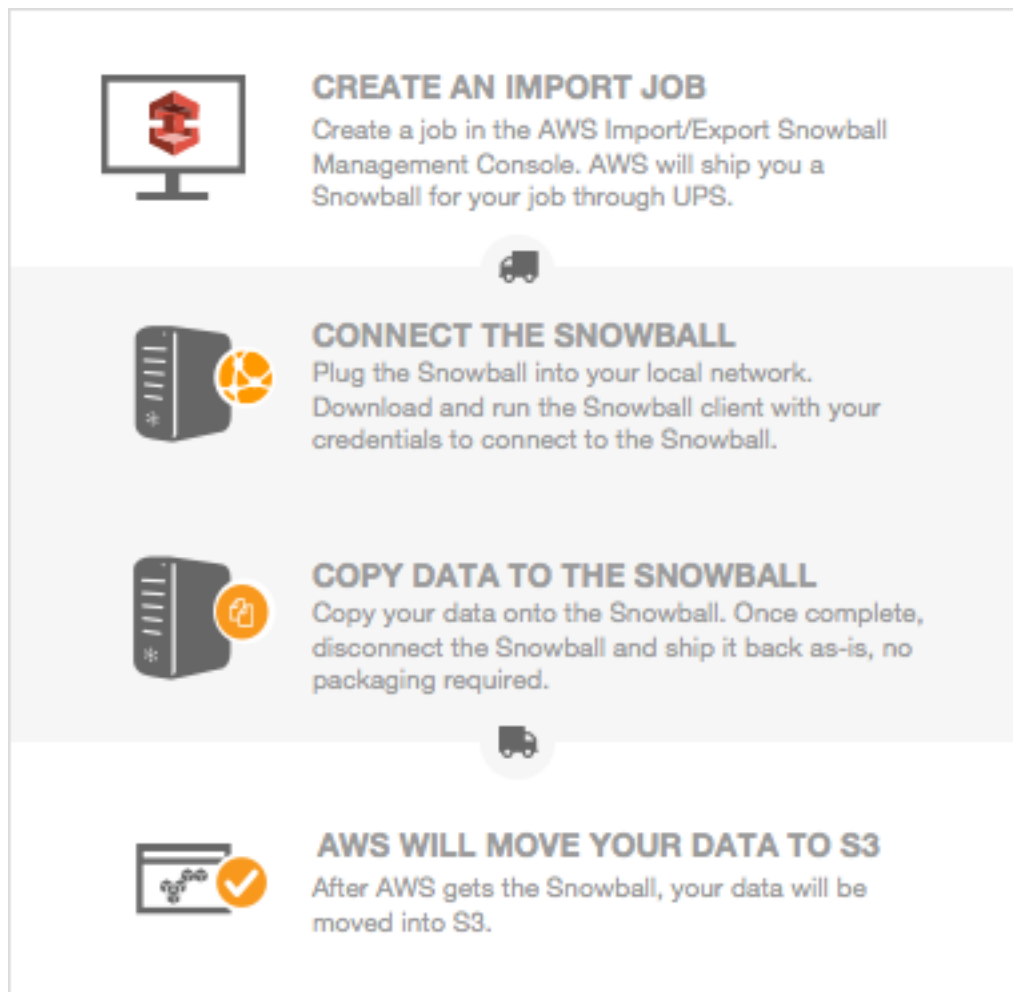 CREATE AN IMPORT JOB
Create a job in the AWS Import/Export Snowball
Management Console. AWS will ship you a
Snowball for your job through UPS.
CONNECT THE SNOWBALL
Plug the Snowball into your local network.
Download and run the Snowball client with your
credentials to connect to the Snowball.
COPY DATA TO THE SNOWBALL
Copy your data onto the Snowball. Once complete,
disconnect the Snowball and ship it back as-is, no
packaging required.
AWS WILL MOVE YOUR DATA TO S3
After AWS gets the Snowball, your data will be
moved into S3.